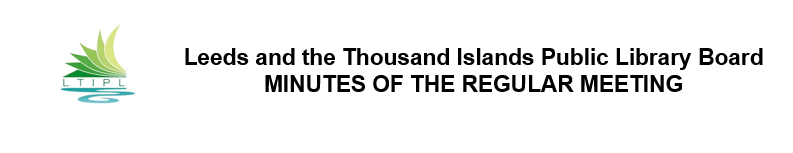 Leeds and the Thousand Islands Public Library Board
MINUTES OF THE REGULAR MEETING
LTIPL